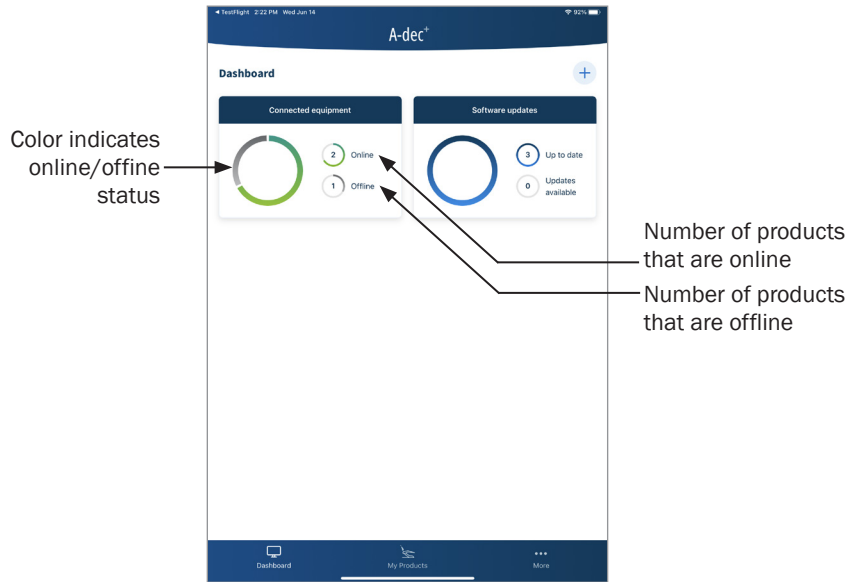 ◀ TestFlight 2:22 PM Wed Jun 14
92%
A-dec+
Dashboard
+
Connected equipment
Software updates
2 Online
1 Offline
3 Up to date
0 Updates
available
Color indicates
online/offine
status
Number of products
that are online
Number of products
that are offline
Dashboard
My Products
More